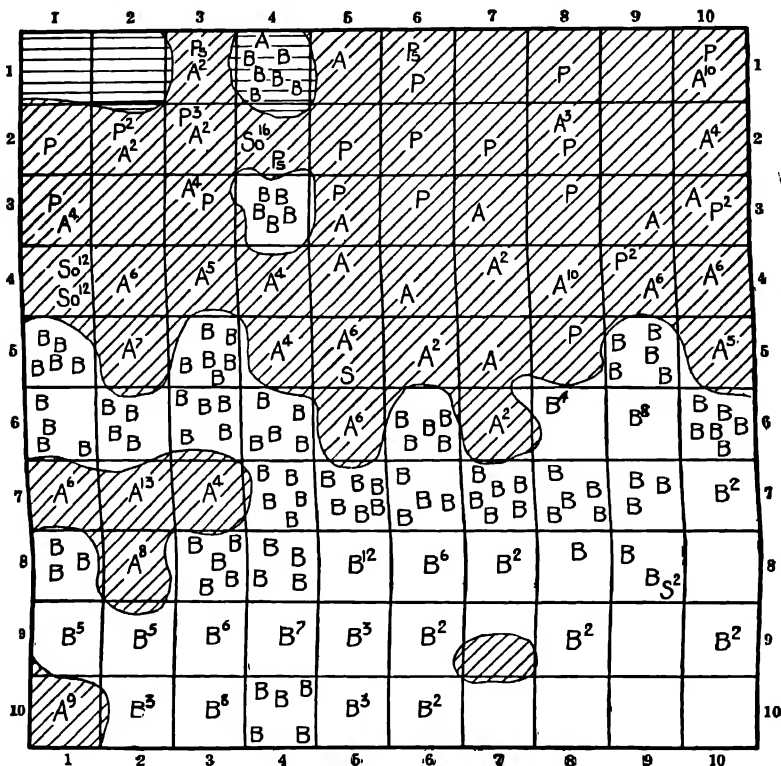 1 2 3 4 5 6 7 8 9 10
1 P5 A² A B B B B B B A P5 P P P A¹⁰ 1
2 P P² A² P³ A² So¹⁶ P5 P P P A³ P A⁴ 2
3 P A⁴ A⁴ P B B B B B P A P A P A A P² 3
4 So¹² So¹² A⁶ A⁵ A⁴ A A A² A¹⁰ P² A⁶ A⁶ 4
5 B B B B B A⁷ B B B B B B A⁴ A⁶ S A² A P B B B B B A⁵ 5
6 B B B B B B B B B B B B B B B B B B B A⁶ B B B B B A² B⁴ B⁸ B B B B B B 6
7 A⁶ A¹³ A⁴ B B B B B B B B B B B B B B B B B B B B B B B B B B B B B B B² 7
8 B B B B A⁸ B B B B B B B B B B B¹² B⁶ B² B B B S² 8
9 B⁵ B⁵ B⁶ B⁷ B³ B² B² B² 9
10 A⁹ B³ B⁸ B B B B B B³ B² 10
1 2 3 4 5 6 7 8 9 10